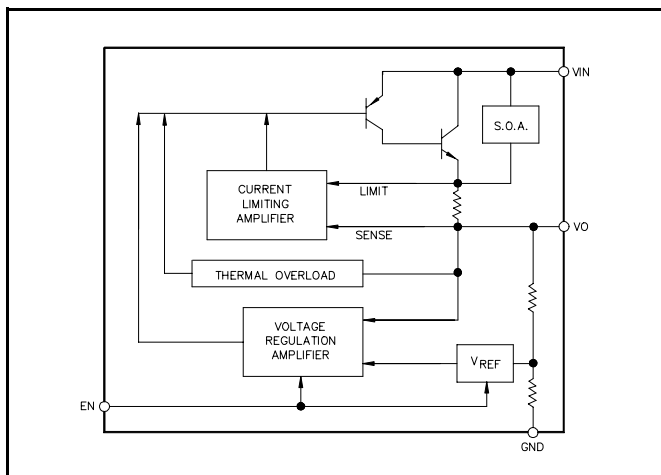 VIN
S.O.A.
CURRENT
LIMITING
AMPLIFIER
LIMIT
SENSE
VO
THERMAL OVERLOAD
VOLTAGE
REGULATION
AMPLIFIER
VREF
EN
GND